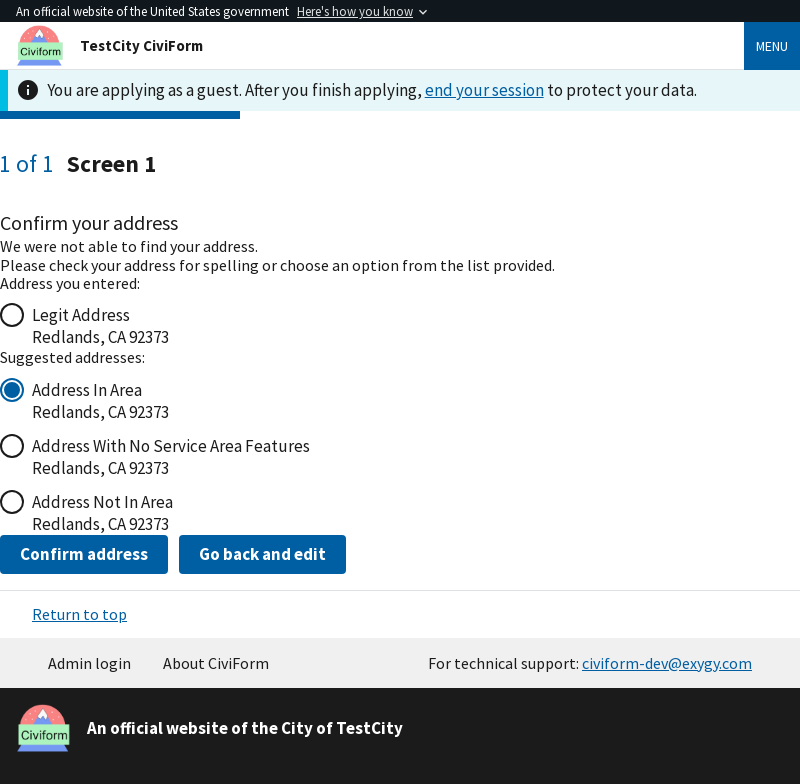 An official website of the United States government Here's how you know
Civiform
TestCity CiviForm
MENU
You are applying as a guest. After you finish applying, end your session to protect your data.
1 of 1 Screen 1
Confirm your address
We were not able to find your address.
Please check your address for spelling or choose an option from the list provided.
Address you entered:
Legit Address
Redlands, CA 92373
Suggested addresses:
Address In Area
Redlands, CA 92373
Address With No Service Area Features
Redlands, CA 92373
Address Not In Area
Redlands, CA 92373
Confirm address Go back and edit
Return to top
Admin login About CiviForm For technical support: civiform-dev@exygy.com
Civiform
An official website of the City of TestCity